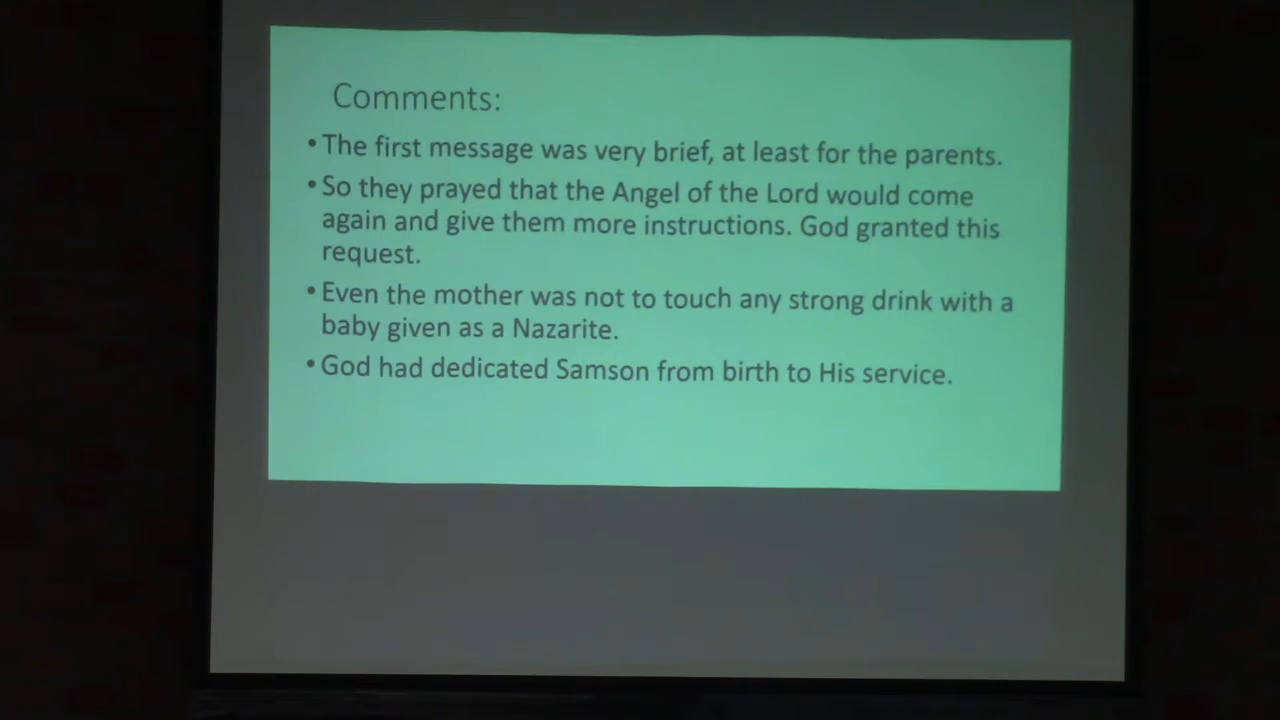 Comments:
•The first message was very brief, at least for the parents.
•So they prayed that the Angel of the Lord would come
again and give them more instructions. God granted this
request.
•Even the mother was not to touch any strong drink with a
baby given as a Nazarite.
•God had dedicated Samson from birth to His service.